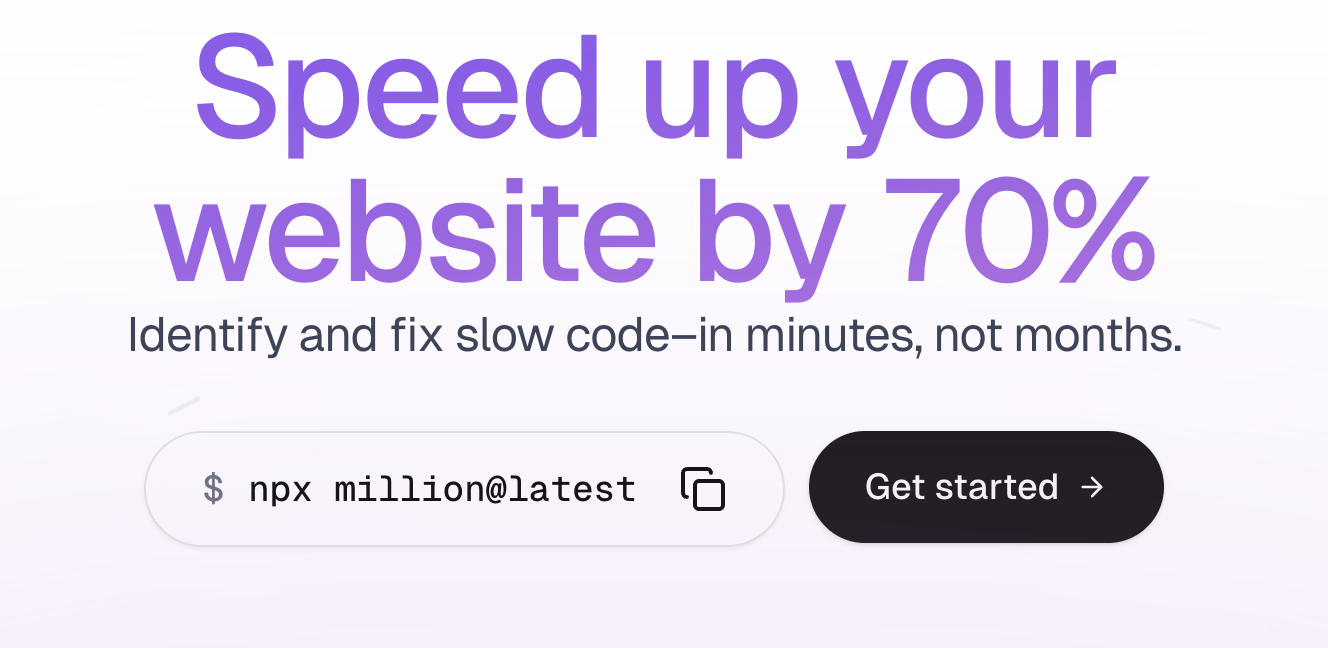 Speed up your
website by 70%
Identify and fix slow code–in minutes, not months.
$ npx million@latest
Get started →